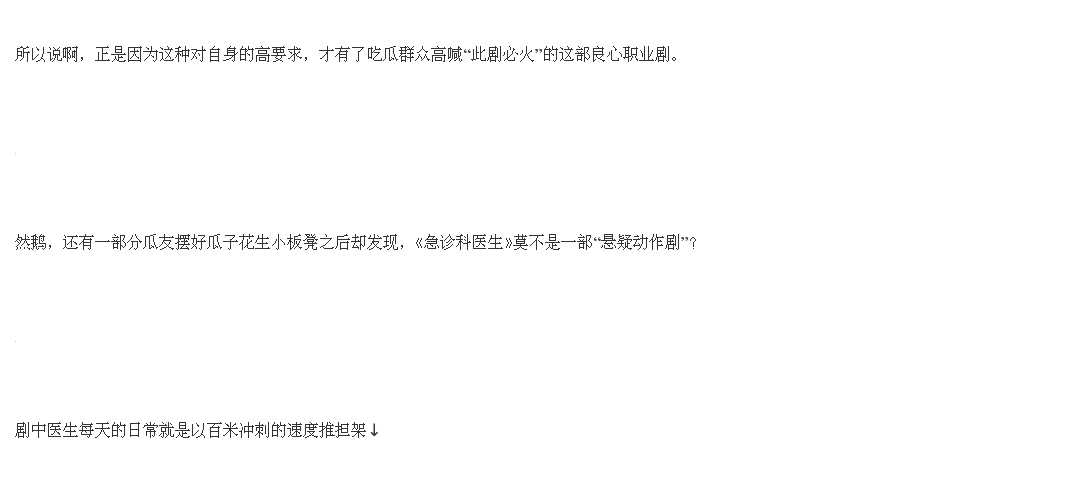 所以说啊，正是因为这种对自身的高要求，才有了吃瓜群众高喊“此剧必火”的这部良心职业剧。
然鹅，还有一部分瓜友摆好瓜子花生小板凳之后却发现，《急诊科医生》莫不是一部“悬疑动作剧”？
剧中医生每天的日常就是以百米冲刺的速度推担架↓